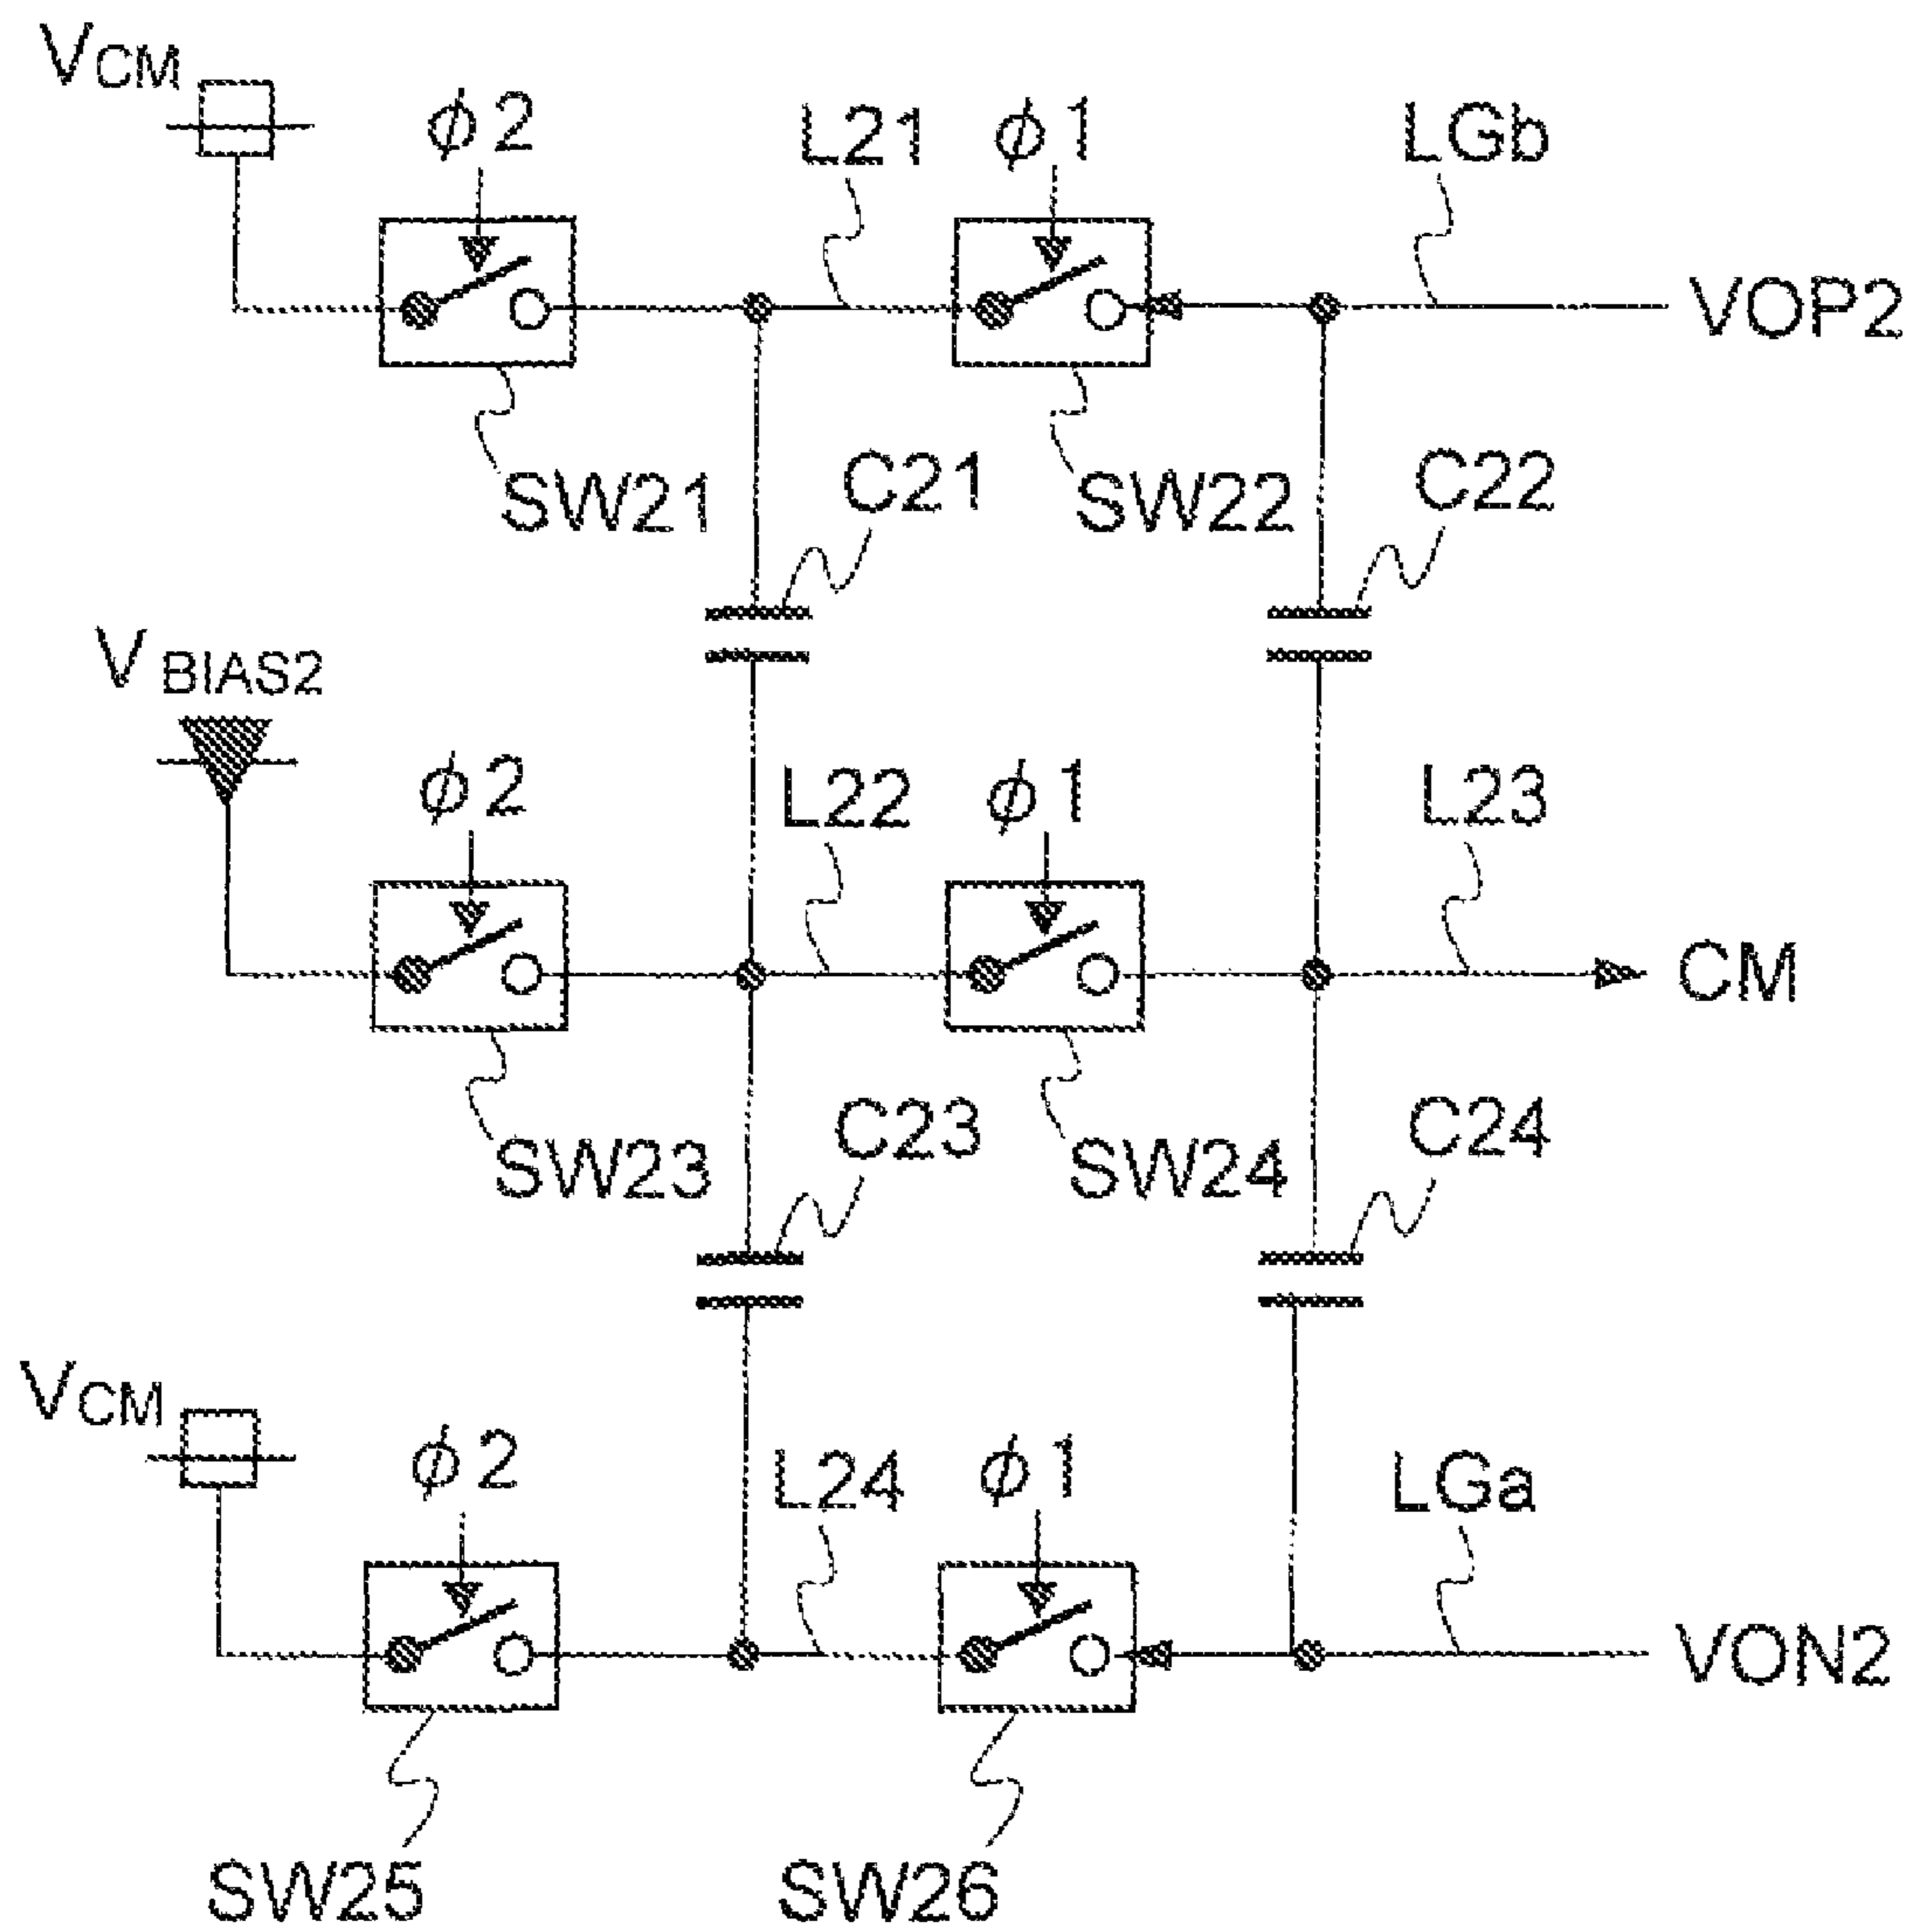 VCM
ϕ2
L21
ϕ1
LGb
VOP2
SW21
C21
SW22
C22
VBIAS2
ϕ2
L22
ϕ1
L23
CM
SW23
C23
SW24
C24
VCM
ϕ2
L24
ϕ1
LGa
VON2
SW25
SW26